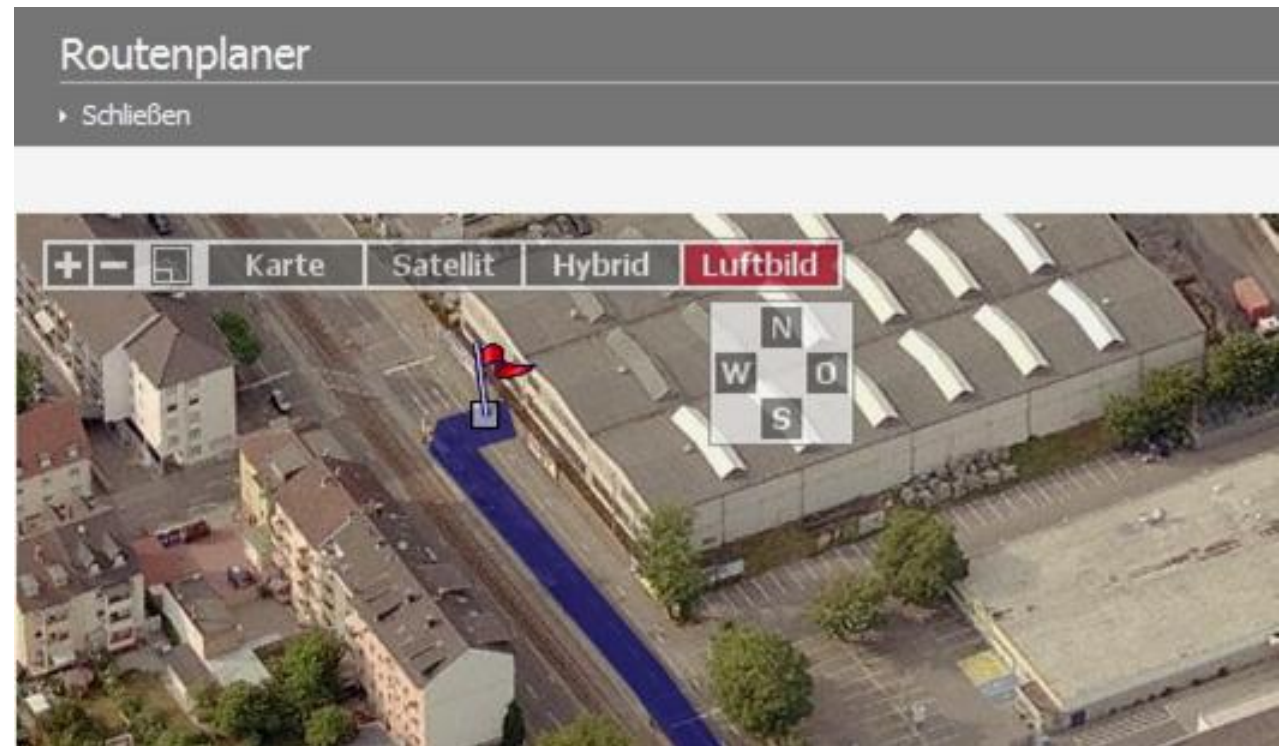 Routenplaner
Schließen
+ − Karte Satellit Hybrid Luftbild
N
W O
S